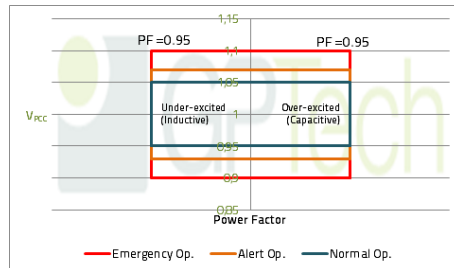 1,15
PF =0.95
PF =0.95
1,1
1,05
Under-excited
(Inductive)
Over-excited
(Capacitive)
VPCC
1
0,95
0,9
0,85
Power Factor
Emergency Op.
Alert Op.
Normal Op.
GPTech